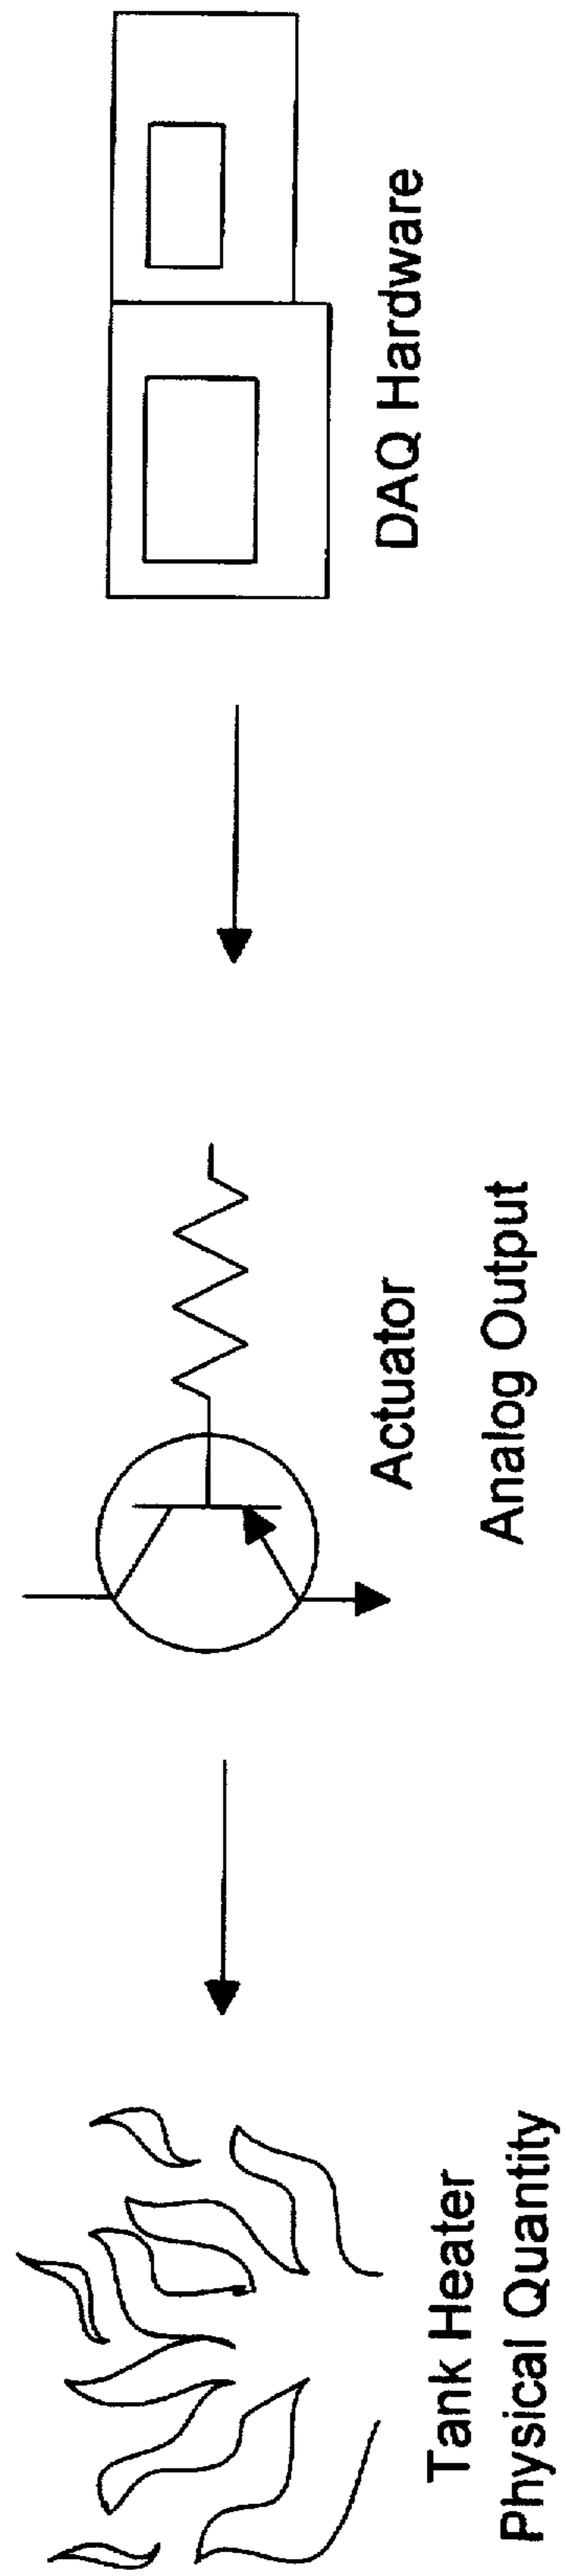 Tank Heater
Physical Quantity
Actuator
Analog Output
DAQ Hardware